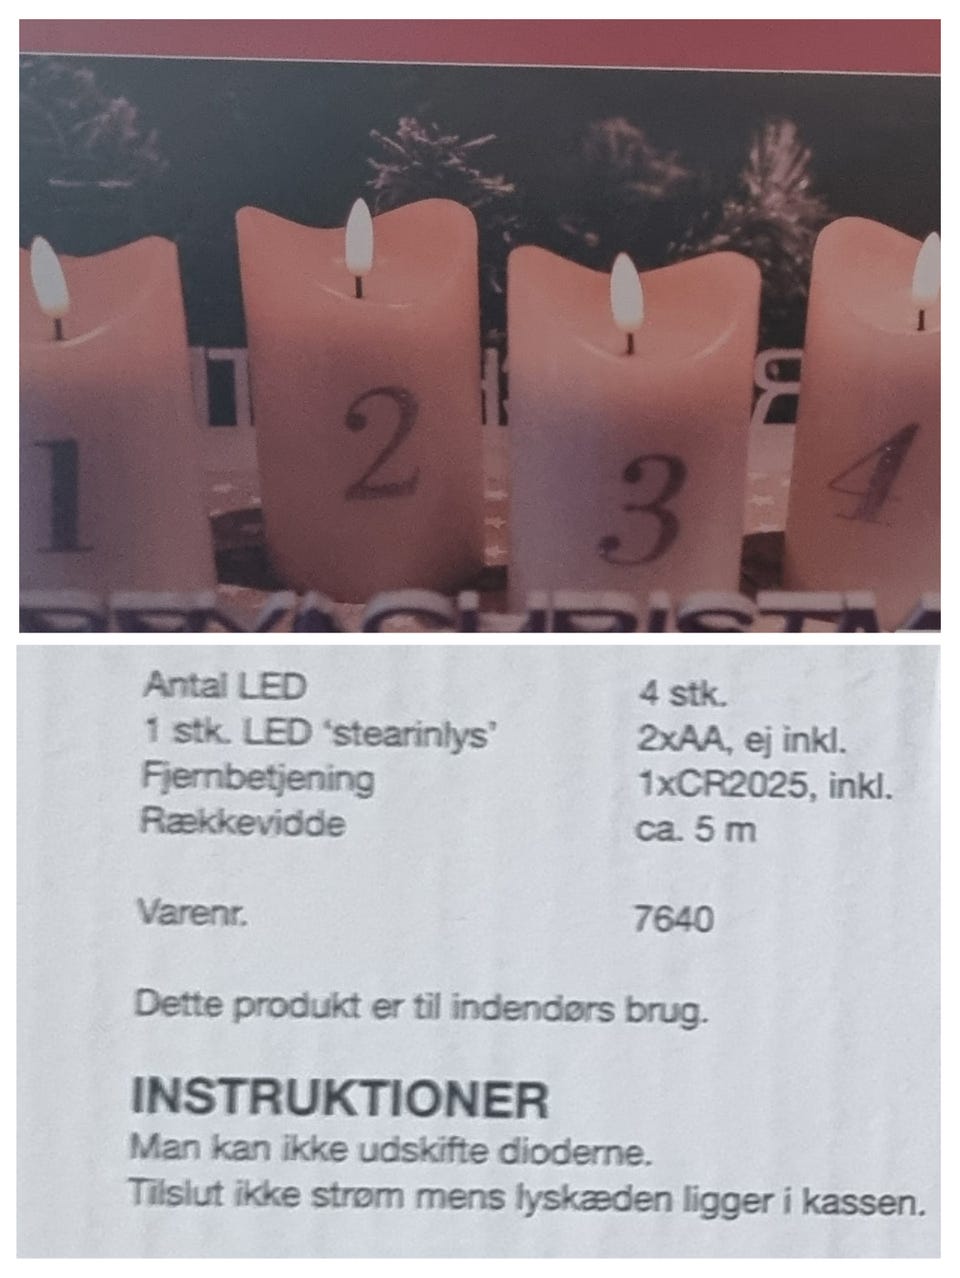 1 2 3 4
Antal LED 4 stk.
1 stk. LED ‘stearinlys’ 2xAA, ej inkl.
Fjernbetjening 1xCR2025, inkl.
Rækkevidde ca. 5 m
Varenr. 7640
Dette produkt er til indendørs brug.
INSTRUKTIONER
Man kan ikke udskifte dioderne.
Tilslut ikke strøm mens lyskæden ligger i kassen.